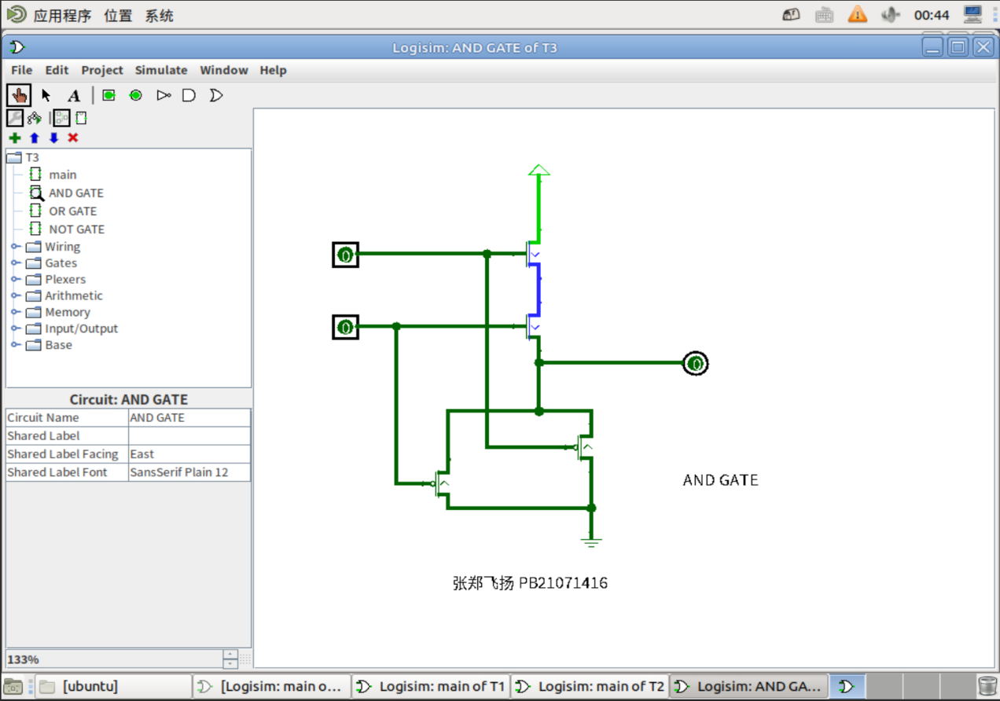 应用程序 位置 系统 00:44
Logisim: AND GATE of T3
File Edit Project Simulate Window Help
A
T3
main
AND GATE
OR GATE
NOT GATE
Wiring
Gates
Plexers
Arithmetic
Memory
Input/Output
Base
Circuit: AND GATE
Circuit Name AND GATE
Shared Label
Shared Label Facing East
Shared Label Font SansSerif Plain 12
133%
0
0
0
AND GATE
张郑飞扬 PB21071416
[ubuntu] [Logisim: main o... Logisim: main of T1 Logisim: main of T2 Logisim: AND GA...